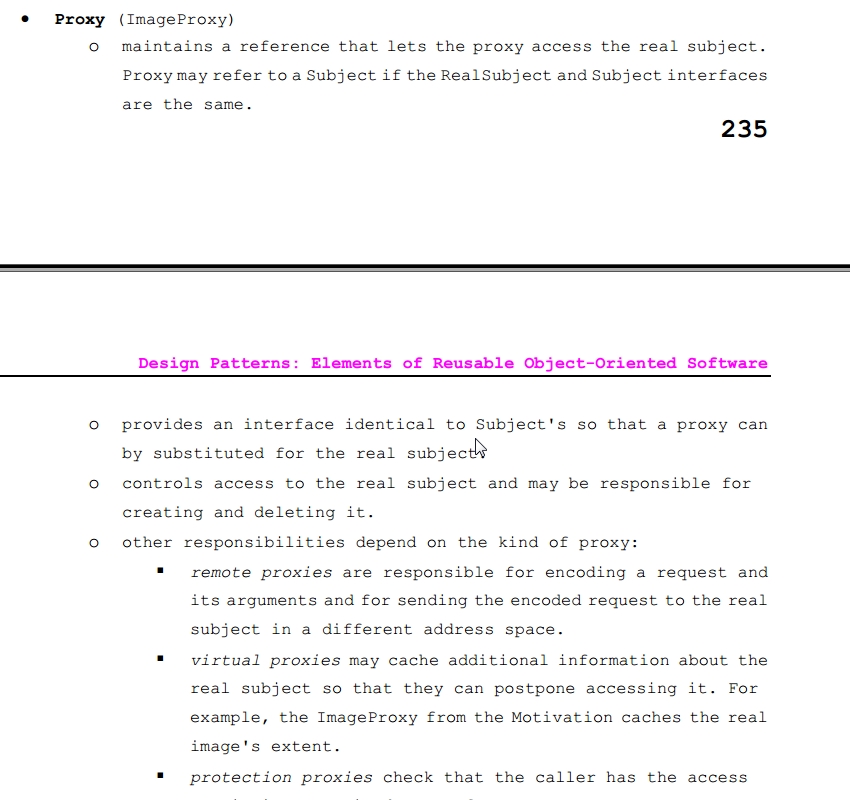 ● Proxy (ImageProxy)
o maintains a reference that lets the proxy access the real subject.
Proxy may refer to a Subject if the RealSubject and Subject interfaces
are the same.
235
Design Patterns: Elements of Reusable Object-Oriented Software
o provides an interface identical to Subject's so that a proxy can
by substituted for the real subject
o controls access to the real subject and may be responsible for
creating and deleting it.
o other responsibilities depend on the kind of proxy:
▪ remote proxies are responsible for encoding a request and
its arguments and for sending the encoded request to the real
subject in a different address space.
▪ virtual proxies may cache additional information about the
real subject so that they can postpone accessing it. For
example, the ImageProxy from the Motivation caches the real
image's extent.
▪ protection proxies check that the caller has the access